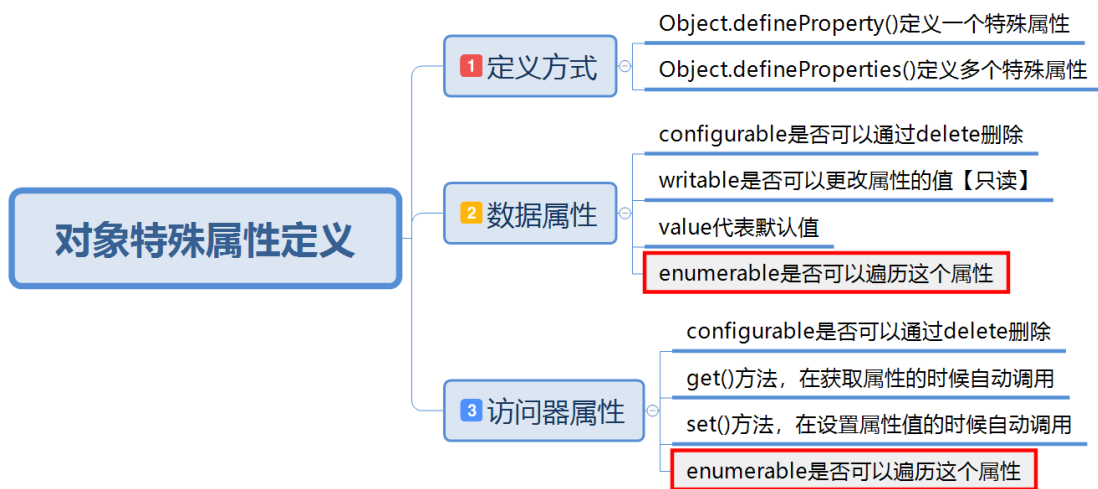 对象特殊属性定义
1 定义方式
Object.defineProperty()定义一个特殊属性
Object.defineProperties()定义多个特殊属性
2 数据属性
configurable是否可以通过delete删除
writable是否可以更改属性的值【只读】
value代表默认值
enumerable是否可以遍历这个属性
3 访问器属性
configurable是否可以通过delete删除
get()方法，在获取属性的时候自动调用
set()方法，在设置属性值的时候自动调用
enumerable是否可以遍历这个属性